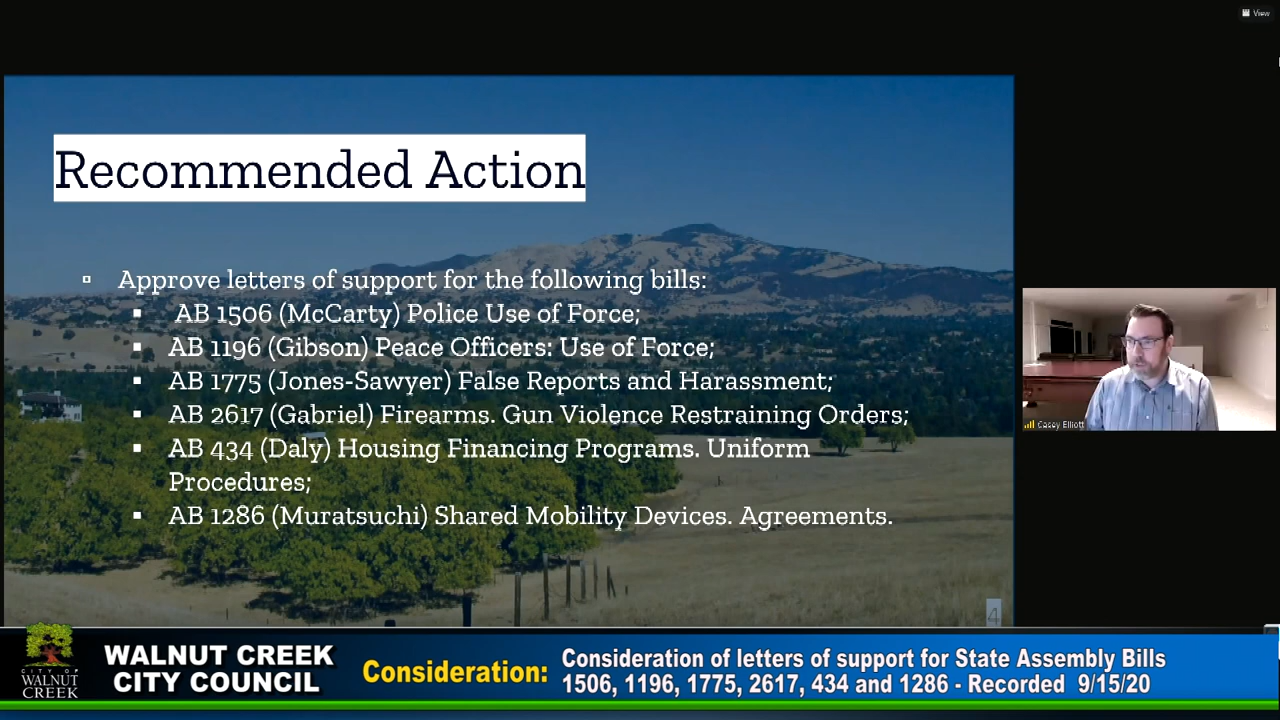 View
Recommended Action
Approve letters of support for the following bills:
AB 1506 (McCarty) Police Use of Force;
AB 1196 (Gibson) Peace Officers: Use of Force;
AB 1775 (Jones-Sawyer) False Reports and Harassment;
AB 2617 (Gabriel) Firearms. Gun Violence Restraining Orders;
AB 434 (Daly) Housing Financing Programs. Uniform
Procedures;
AB 1286 (Muratsuchi) Shared Mobility Devices. Agreements.
4
Casey Elliott
CITY OF
WALNUT
CREEK
WALNUT CREEK
CITY COUNCIL
Consideration:
Consideration of letters of support for State Assembly Bills
1506, 1196, 1775, 2617, 434 and 1286 - Recorded 9/15/20